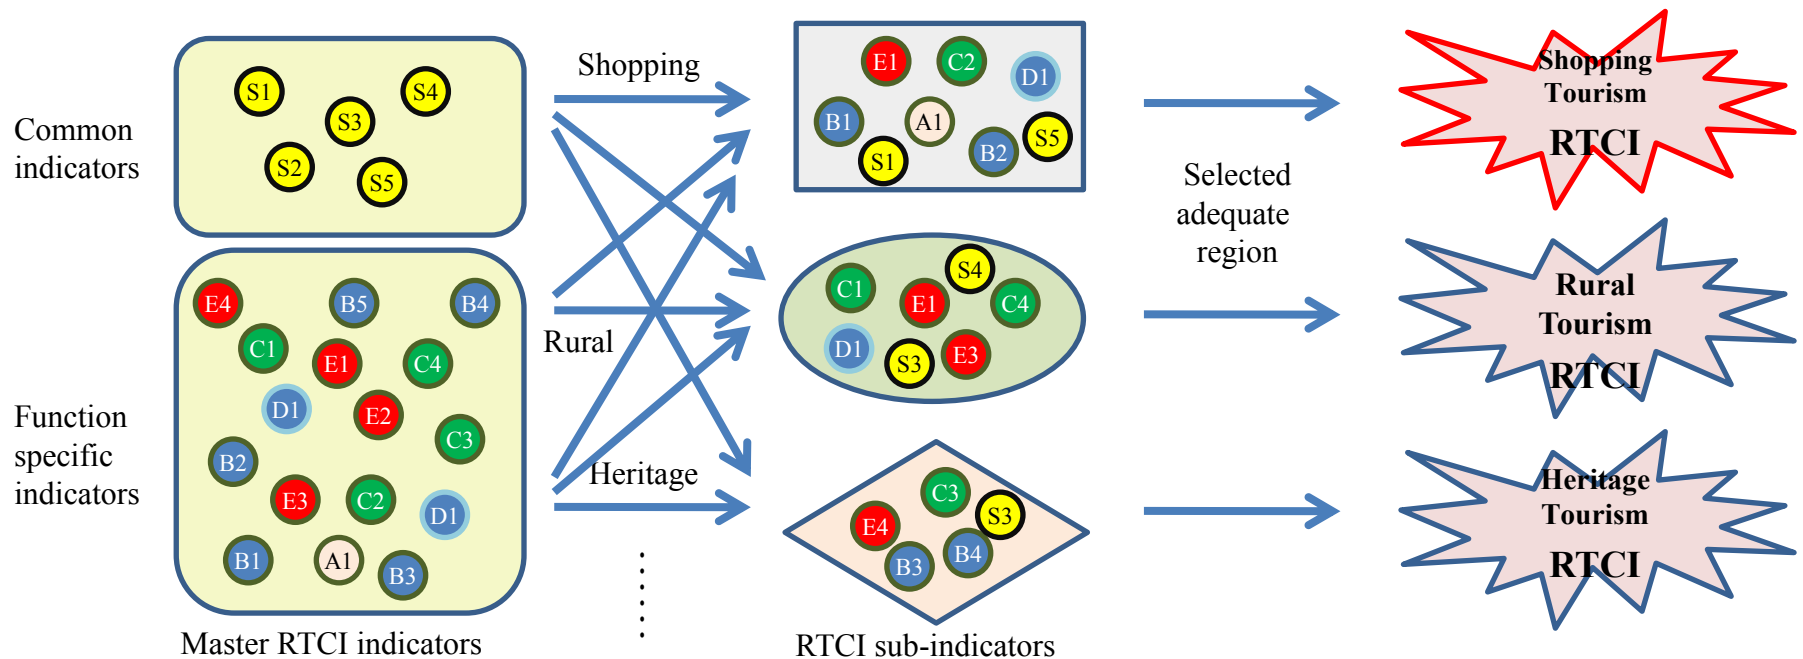 Common
indicators
S1
S4
S3
S2
S5
Function
specific
indicators
E4
B5
B4
C1
E1
C4
D1
E2
C3
B2
E3
C2
D1
B1
A1
B3
Master RTCI indicators
Shopping
Rural
Heritage
E1
C2
D1
B1
A1
S5
B2
S1
S4
C1
E1
C4
D1
S3
E3
C3
S3
E4
B4
B3
RTCI sub-indicators
Selected
adequate
region
Shopping
Tourism
RTCI
Rural
Tourism
RTCI
Heritage
Tourism
RTCI